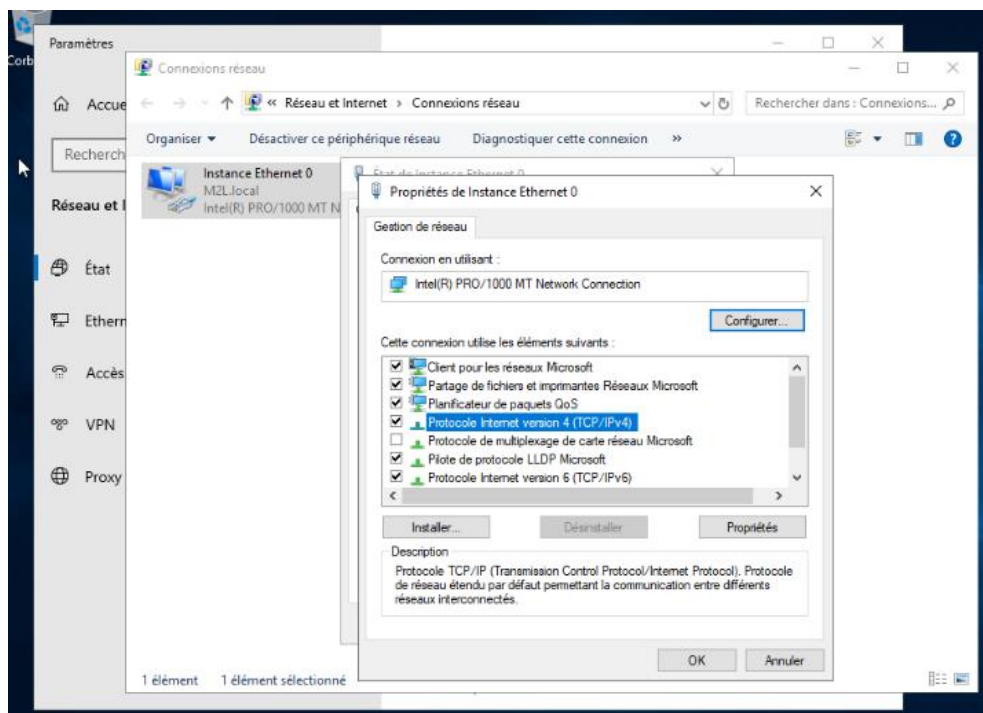 Corb
Paramètres
Accue
Recherch
Réseau et I
État
Ethern
Accès
VPN
Proxy
Connexions réseau
« Réseau et Internet › Connexions réseau
Rechercher dans : Connexions...
Organiser
Désactiver ce périphérique réseau
Diagnostiquer cette connexion
»
Instance Ethernet 0
M2L.local
Intel(R) PRO/1000 MT N
État de Instance Ethernet 0
Propriétés de Instance Ethernet 0
Gestion de réseau
Connexion en utilisant :
Intel(R) PRO/1000 MT Network Connection
Configurer...
Cette connexion utilise les éléments suivants :
Client pour les réseaux Microsoft
Partage de fichiers et imprimantes Réseaux Microsoft
Planificateur de paquets QoS
Protocole Internet version 4 (TCP/IPv4)
Protocole de multiplexage de carte réseau Microsoft
Pilote de protocole LLDP Microsoft
Protocole Internet version 6 (TCP/IPv6)
Installer...
Désinstaller
Propriétés
Description
Protocole TCP/IP (Transmission Control Protocol/Internet Protocol). Protocole
de réseau étendu par défaut permettant la communication entre différents
réseaux interconnectés.
OK
Annuler
1 élément
1 élément sélectionné